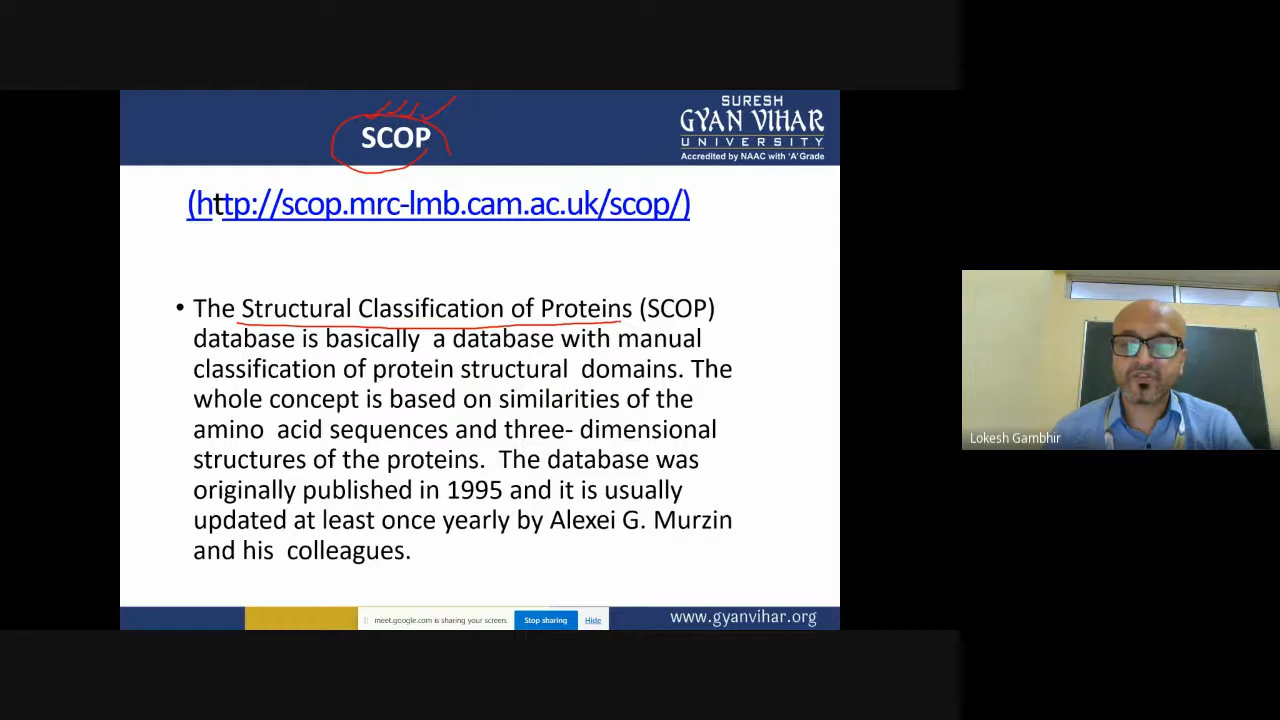 SCOP
SURESH
GYAN VIHAR
UNIVERSITY
Accredited by NAAC with 'A' Grade
(http://scop.mrc-lmb.cam.ac.uk/scop/)
• The Structural Classification of Proteins (SCOP)
database is basically a database with manual
classification of protein structural domains. The
whole concept is based on similarities of the
amino acid sequences and three- dimensional
structures of the proteins. The database was
originally published in 1995 and it is usually
updated at least once yearly by Alexei G. Murzin
and his colleagues.
Lokesh Gambhir
meet.google.com is sharing your screen.
Stop sharing
Hide
www.gyanvihar.org